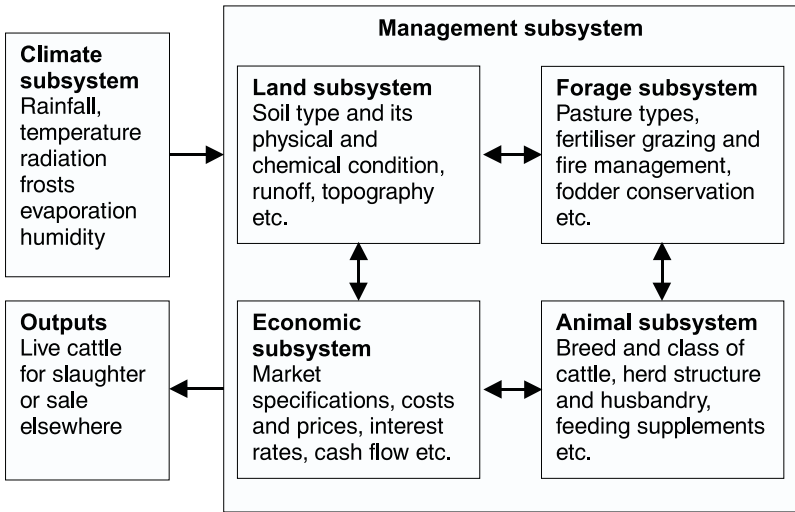 Management subsystem
Climate
subsystem
Rainfall,
temperature
radiation
frosts
evaporation
humidity
Land subsystem
Soil type and its
physical and
chemical condition,
runoff, topography
etc.
Forage subsystem
Pasture types,
fertiliser grazing and
fire management,
fodder conservation
etc.
Outputs
Live cattle
for slaughter
or sale
elsewhere
Economic
subsystem
Market
specifications, costs
and prices, interest
rates, cash flow etc.
Animal subsystem
Breed and class of
cattle, herd structure
and husbandry,
feeding supplements
etc.